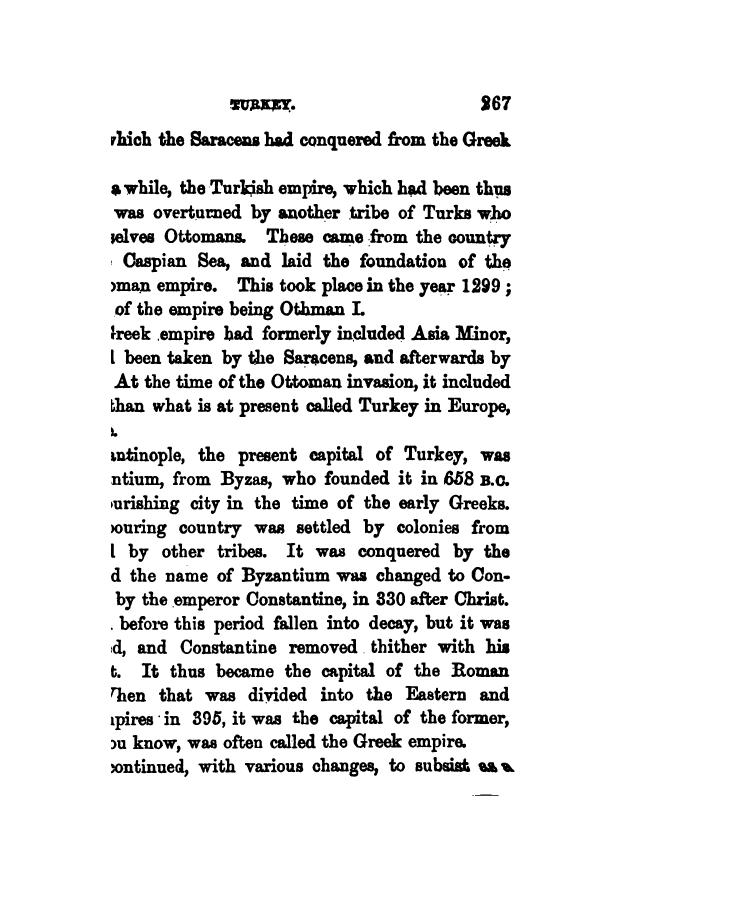 TURKEY. 267
which the Saracens had conquered from the Greek
a while, the Turkish empire, which had been thus
was overturned by another tribe of Turks who
selves Ottomans. These came from the country
Caspian Sea, and laid the foundation of the
oman empire. This took place in the year 1299;
of the empire being Othman I.
Greek empire had formerly included Asia Minor,
been taken by the Saracens, and afterwards by
At the time of the Ottoman invasion, it included
than what is at present called Turkey in Europe,
antinople, the present capital of Turkey, was
ntium, from Byzas, who founded it in 658 B.C.
ourishing city in the time of the early Greeks.
bouring country was settled by colonies from
by other tribes. It was conquered by the
d the name of Byzantium was changed to Con-
by the emperor Constantine, in 330 after Christ.
before this period fallen into decay, but it was
d, and Constantine removed thither with his
t. It thus became the capital of the Roman
When that was divided into the Eastern and
mpires in 395, it was the capital of the former,
ou know, was often called the Greek empire.
continued, with various changes, to subsist as a